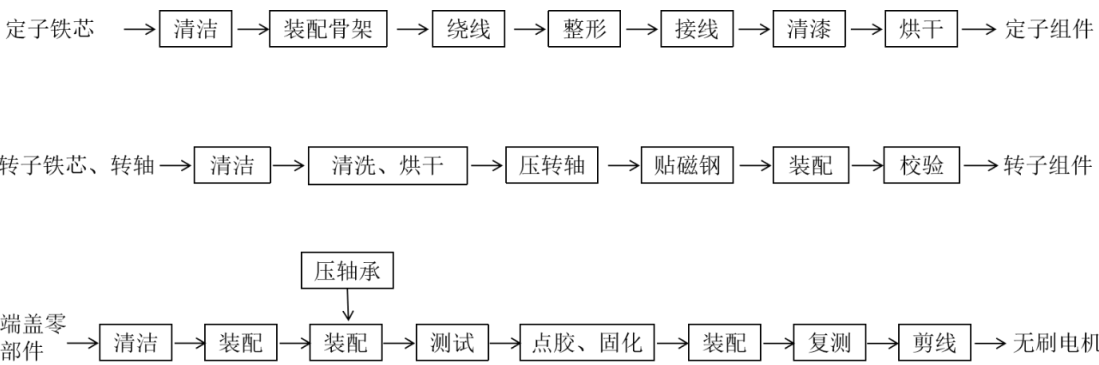 定子铁芯 清洁 装配骨架 绕线 整形 接线 清漆 烘干 定子组件
转子铁芯、转轴 清洁 清洗、烘干 压转轴 贴磁钢 装配 校验 转子组件
压轴承
端盖零
部件 清洁 装配 装配 测试 点胶、固化 装配 复测 剪线 无刷电机